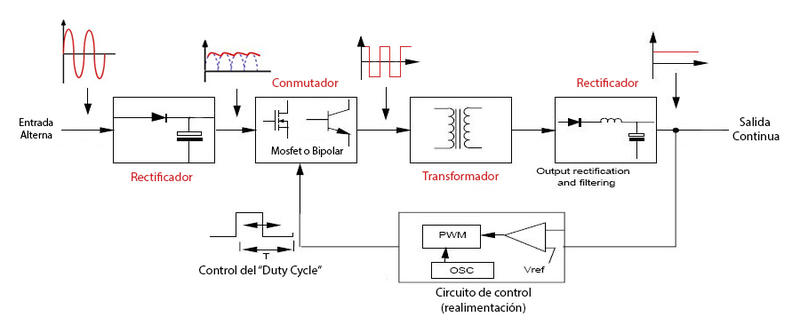 Conmutador
Rectificador
Entrada
Alterna
Mosfet o Bipolar
Salida
Continua
Rectificador
Transformador
Output rectification
and filtering
T
Control del "Duty Cycle"
PWM
OSC
Vref
Circuito de control
(realimentación)